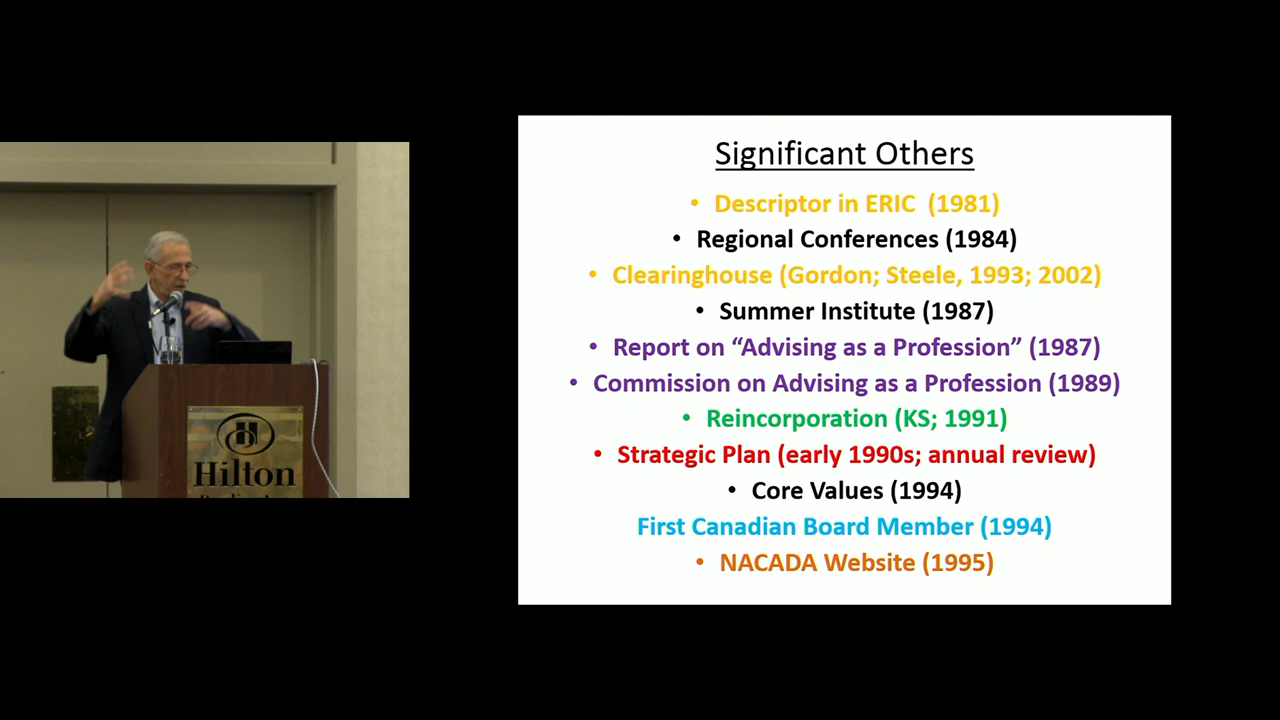 Significant Others
• Descriptor in ERIC (1981)
• Regional Conferences (1984)
• Clearinghouse (Gordon; Steele, 1993; 2002)
• Summer Institute (1987)
• Report on “Advising as a Profession” (1987)
• Commission on Advising as a Profession (1989)
• Reincorporation (KS; 1991)
• Strategic Plan (early 1990s; annual review)
• Core Values (1994)
First Canadian Board Member (1994)
• NACADA Website (1995)
Hilton